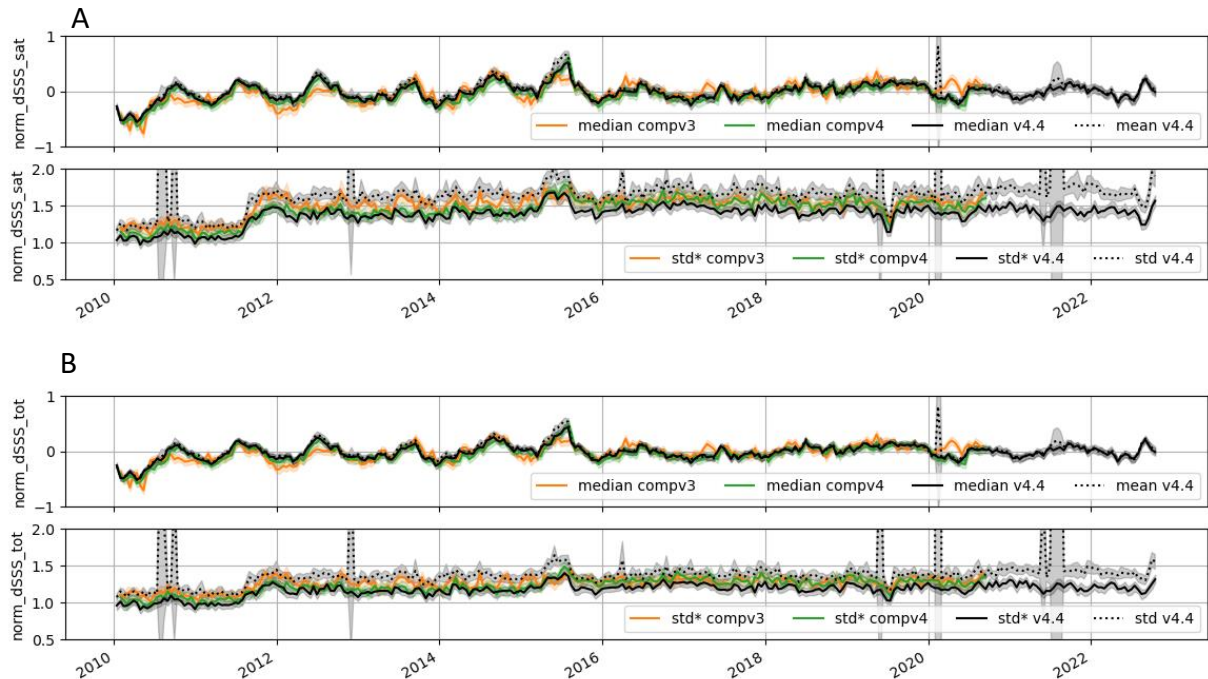 A
norm_dSSS_sat
1
0
−1
median compv3 median compv4 median v4.4 mean v4.4
norm_dSSS_sat
2.0
1.5
1.0
0.5
std* compv3 std* compv4 std* v4.4 std v4.4
2010 2012 2014 2016 2018 2020 2022
B
norm_dSSS_tot
1
0
−1
median compv3 median compv4 median v4.4 mean v4.4
norm_dSSS_tot
2.0
1.5
1.0
0.5
std* compv3 std* compv4 std* v4.4 std v4.4
2010 2012 2014 2016 2018 2020 2022